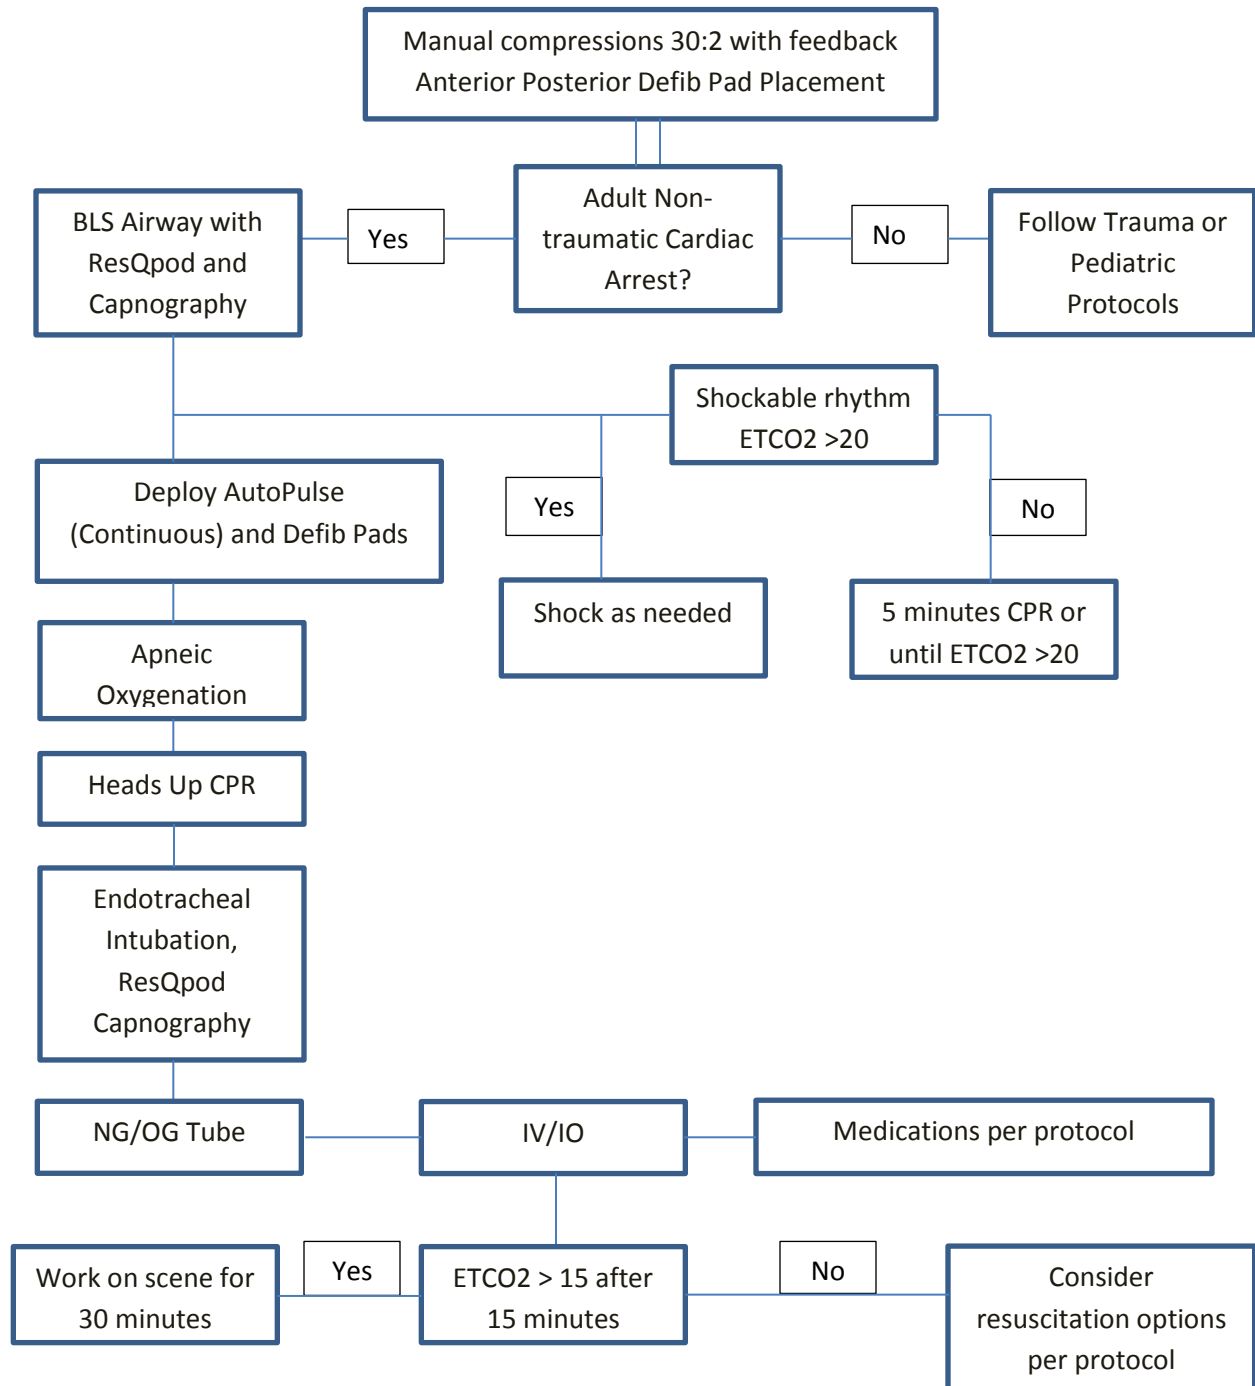 Manual compressions 30:2 with feedback
Anterior Posterior Defib Pad Placement
BLS Airway with
ResQpod and
Capnography
Yes
Adult Non-
traumatic Cardiac
Arrest?
No
Follow Trauma or
Pediatric
Protocols
Shockable rhythm
ETCO2 >20
Deploy AutoPulse
(Continuous) and Defib Pads
Yes
No
Shock as needed
5 minutes CPR or
until ETCO2 >20
Apneic
Oxygenation
Heads Up CPR
Endotracheal
Intubation,
ResQpod
Capnography
NG/OG Tube
IV/IO
Medications per protocol
Work on scene for
30 minutes
Yes
ETCO2 > 15 after
15 minutes
No
Consider
resuscitation options
per protocol